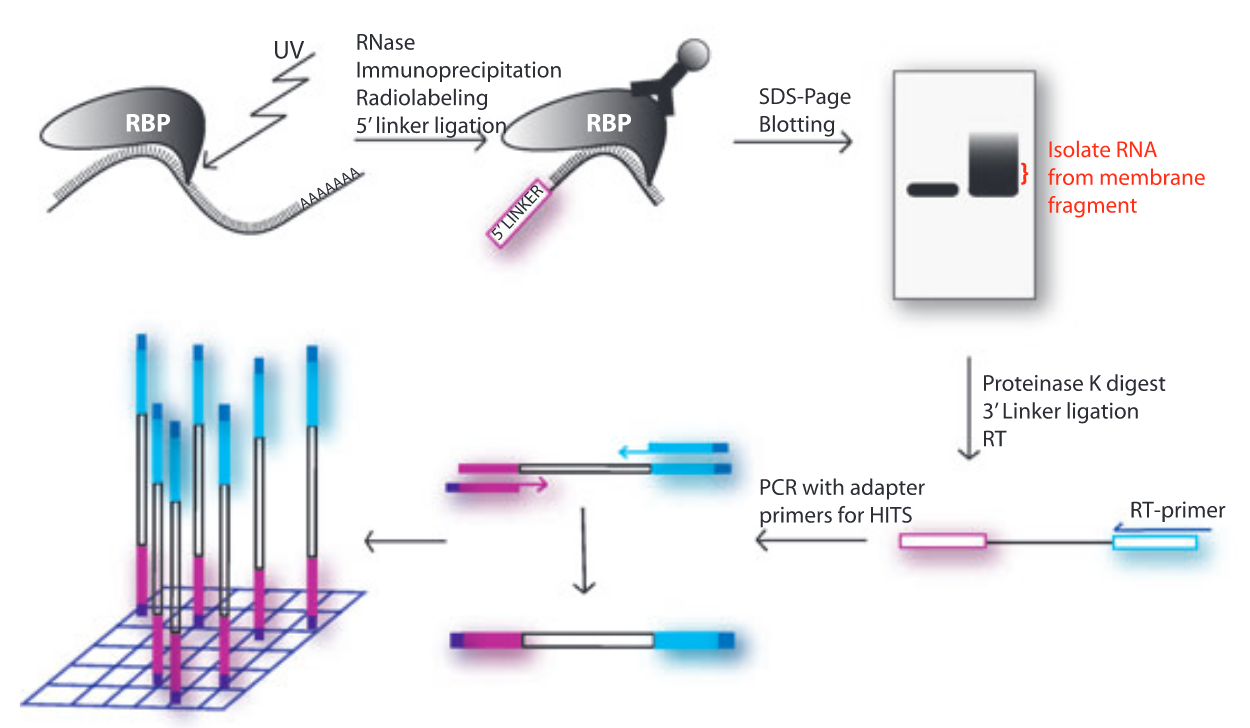 UV
RNase
Immunoprecipitation
Radiolabeling
5' linker ligation
RBP
AAAAAAA
RBP
5' LINKER
SDS-Page
Blotting
}
Isolate RNA
from membrane
fragment
Proteinase K digest
3' Linker ligation
RT
RT-primer
PCR with adapter
primers for HITS